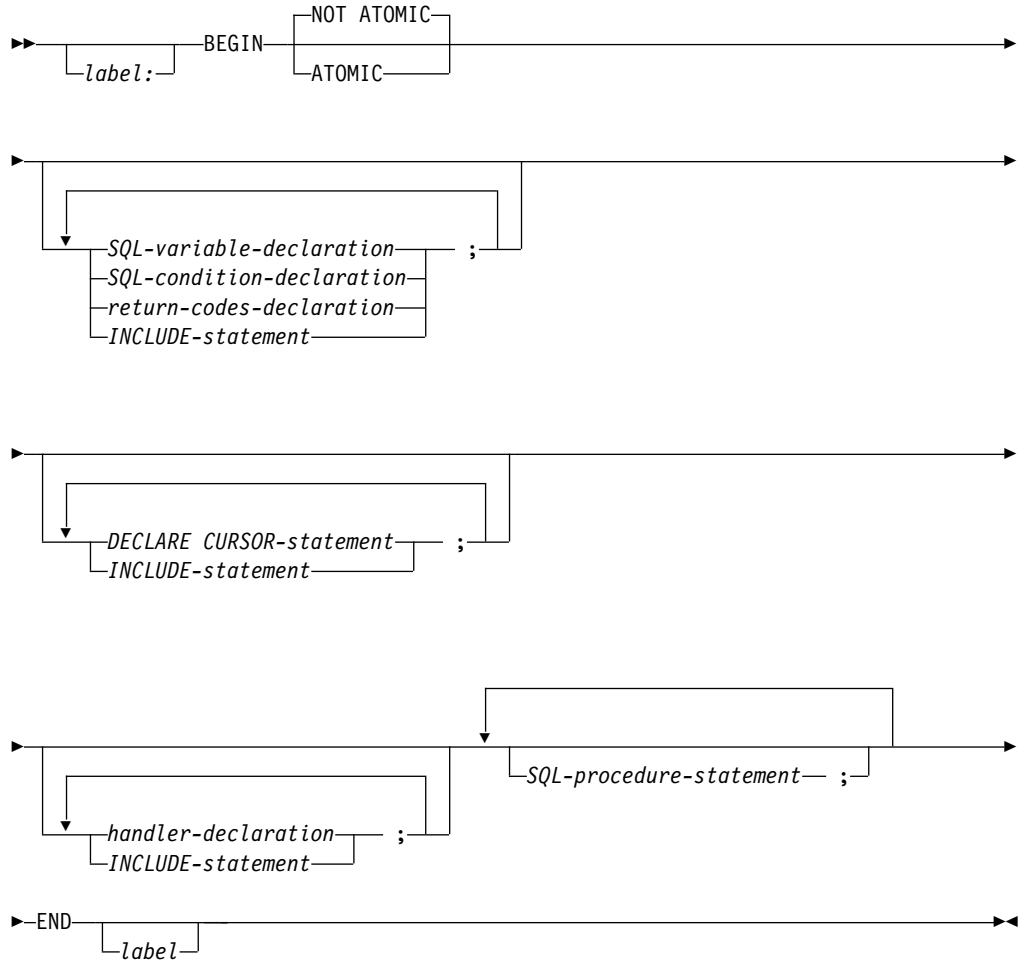 NOT ATOMIC
BEGIN
label:
ATOMIC
SQL-variable-declaration ;
SQL-condition-declaration
return-codes-declaration
INCLUDE-statement
DECLARE CURSOR-statement ;
INCLUDE-statement
SQL-procedure-statement ;
handler-declaration ;
INCLUDE-statement
END
label